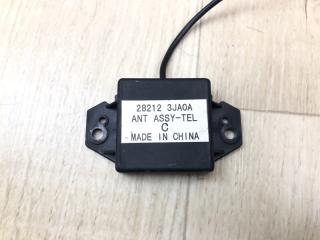 28212 3JA0A
ANT ASSY-TEL
C
MADE IN CHINA